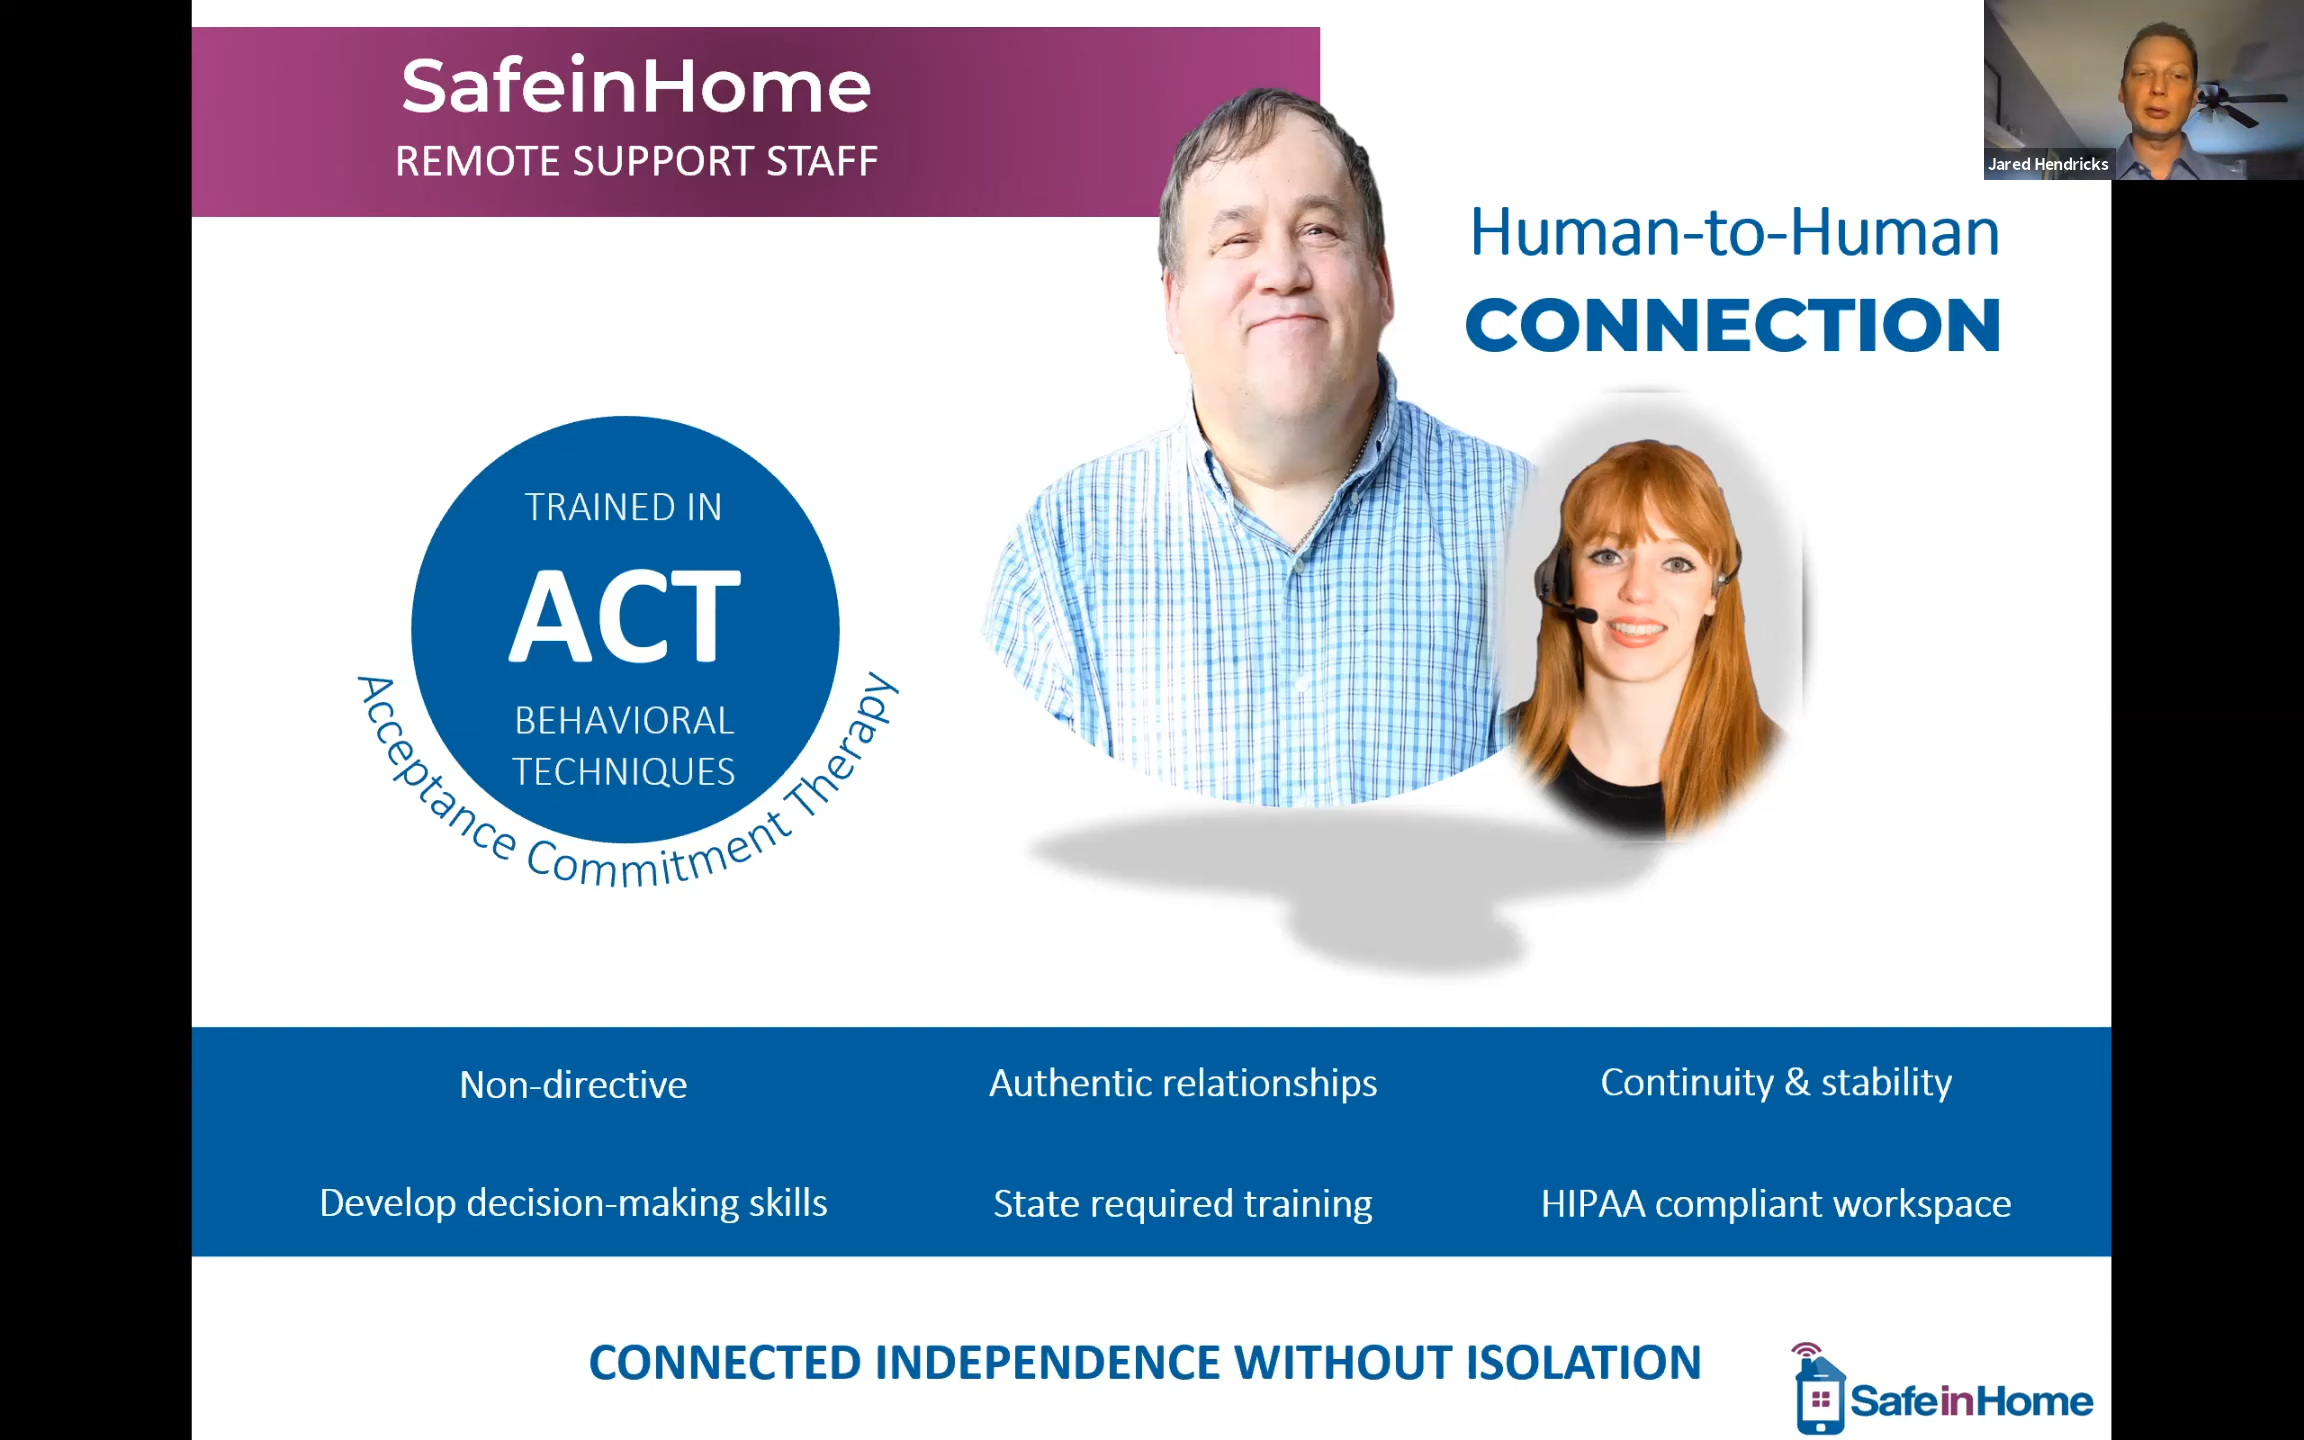 SafeinHome
REMOTE SUPPORT STAFF
Jared Hendricks
Human-to-Human
CONNECTION
TRAINED IN
ACT
BEHAVIORAL
TECHNIQUES
Acceptance Commitment Therapy
Non-directive
Authentic relationships
Continuity & stability
Develop decision-making skills
State required training
HIPAA compliant workspace
CONNECTED INDEPENDENCE WITHOUT ISOLATION
SafeinHome